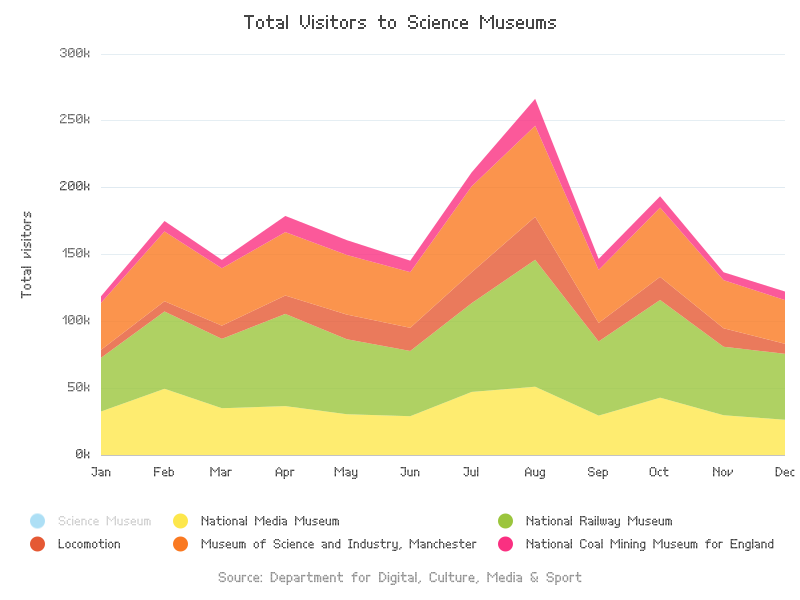 Total Visitors to Science Museums
300k
250k
200k
150k
100k
50k
0k
Total visitors
Jan Feb Mar Apr May Jun Jul Aug Sep Oct Nov Dec
Science Museum National Media Museum National Railway Museum
Locomotion Museum of Science and Industry, Manchester National Coal Mining Museum for England
Source: Department for Digital, Culture, Media & Sport